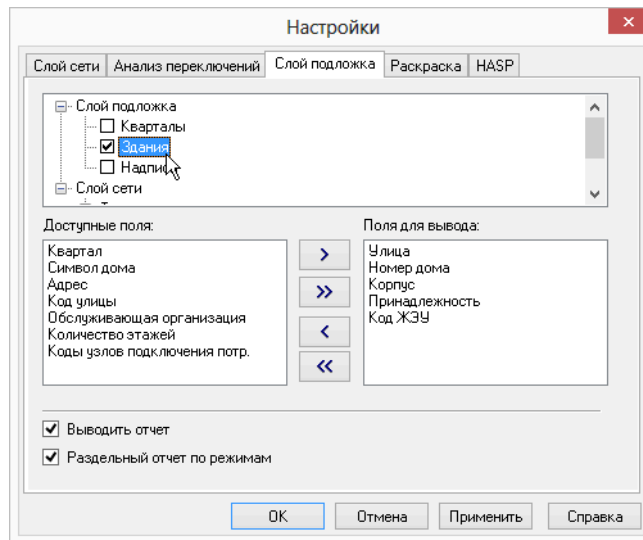 Настройки
Слой сети Анализ переключений Слой подложка Раскраска HASP
Слой подложка
Кварталы
Здания
Надписи
Слой сети
Доступные поля: Поля для вывода:
Квартал
Символ дома
Адрес
Код улицы
Обслуживающая организация
Количество этажей
Коды узлов подключения потр.
>
>>
<
<<
Улица
Номер дома
Корпус
Принадлежность
Код ЖЭУ
Выводить отчет
Раздельный отчет по режимам
OK Отмена Применить Справка